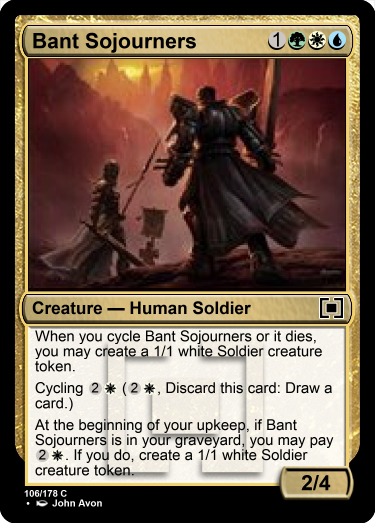 Bant Sojourners 1
Creature — Human Soldier
When you cycle Bant Sojourners or it dies,
you may create a 1/1 white Soldier creature
token.
Cycling 2 (2, Discard this card: Draw a
card.)
At the beginning of your upkeep, if Bant
Sojourners is in your graveyard, you may pay
2. If you do, create a 1/1 white Soldier
creature token.
2/4
106/178 C
• John Avon